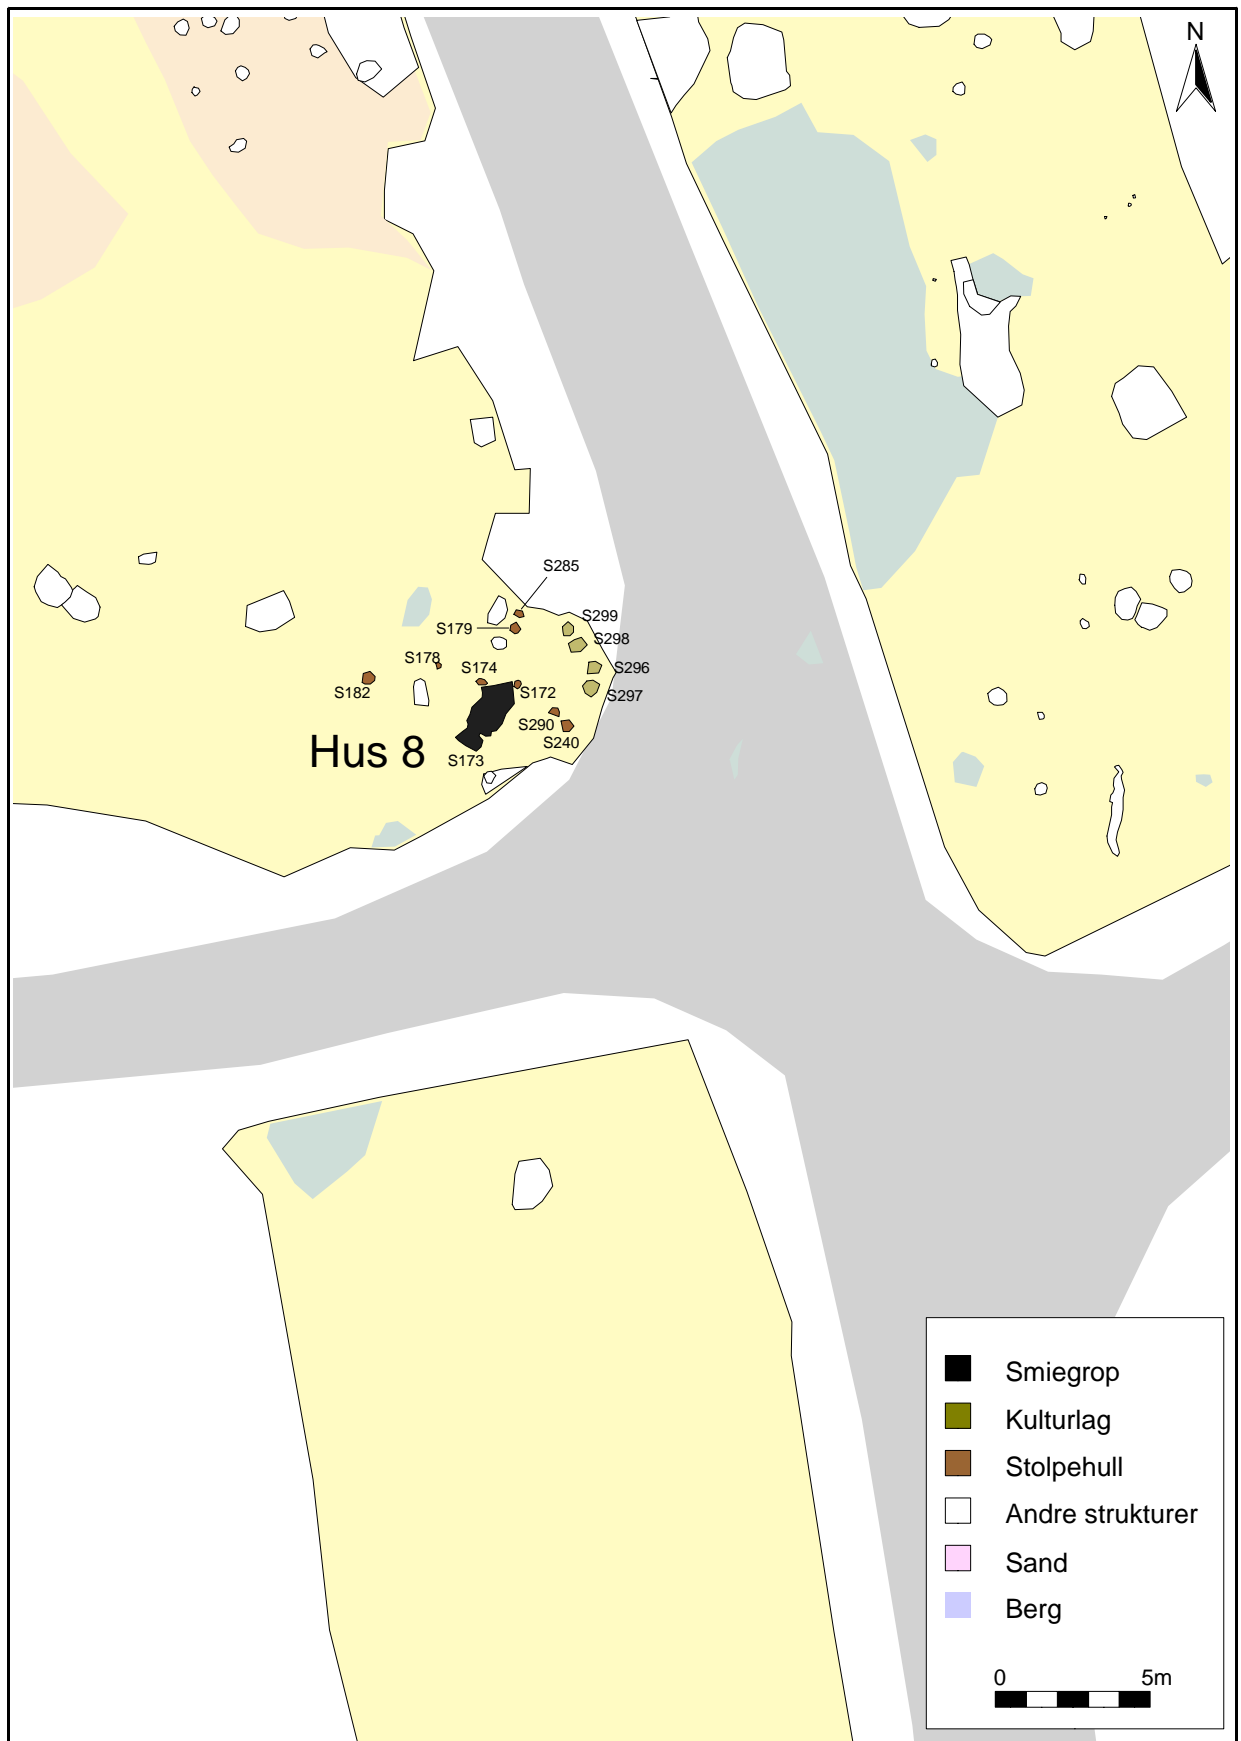 N
S285
S299
S179
S298
S178
S174
S296
S182
S172
S297
S290
S240
Hus 8
S173
Smiegrop
Kulturlag
Stolpehull
Andre strukturer
Sand
Berg
0 5m